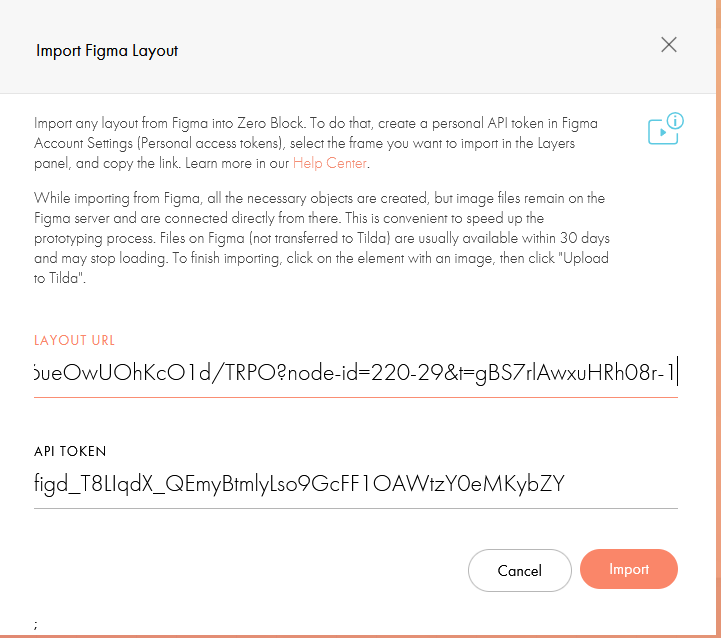 Import Figma Layout
Import any layout from Figma into Zero Block. To do that, create a personal API token in Figma
Account Settings (Personal access tokens), select the frame you want to import in the Layers
panel, and copy the link. Learn more in our Help Center.
While importing from Figma, all the necessary objects are created, but image files remain on the
Figma server and are connected directly from there. This is convenient to speed up the
prototyping process. Files on Figma (not transferred to Tilda) are usually available within 30 days
and may stop loading. To finish importing, click on the element with an image, then click "Upload
to Tilda".
LAYOUT URL
ueOwUOhKcO1d/TRPO?node-id=220-29&t=gBS7rlAwxuHRh08r-1
API TOKEN
figd_T8LIqdX_QEmyBtmlyLso9GcFF1OAWtzY0eMKybZY
Cancel
Import
;